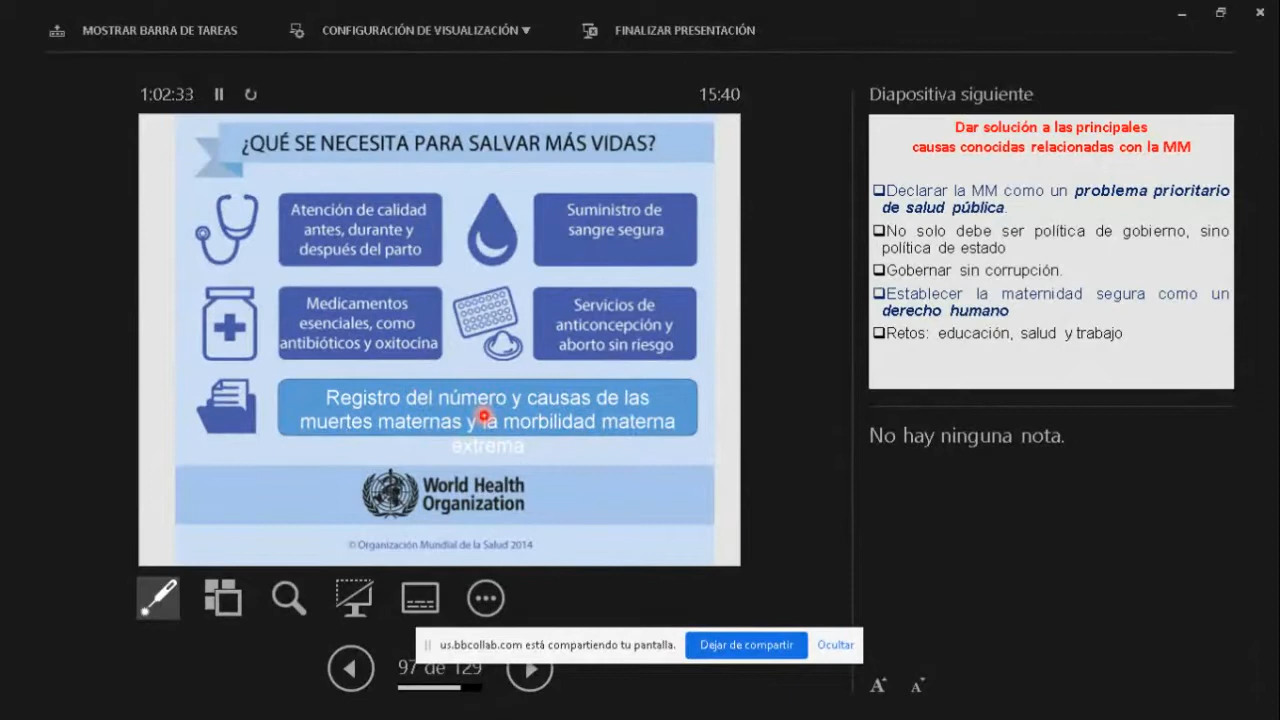 MOSTRAR BARRA DE TAREAS
CONFIGURACIÓN DE VISUALIZACIÓN ▼
FINALIZAR PRESENTACIÓN
1:02:33
15:40
¿QUÉ SE NECESITA PARA SALVAR MÁS VIDAS?
Atención de calidad
antes, durante y
después del parto
Suministro de
sangre segura
Medicamentos
esenciales, como
antibióticos y oxitocina
Servicios de
anticoncepción y
aborto sin riesgo
Registro del número y causas de las
muertes maternas y la morbilidad materna
extrema
World Health
Organization
© Organización Mundial de la Salud 2014
us.bbcollab.com está compartiendo tu pantalla.
Dejar de compartir
Ocultar
97 de 129
Diapositiva siguiente
Dar solución a las principales
causas conocidas relacionadas con la MM
❑Declarar la MM como un problema prioritario
de salud pública.
❑No solo debe ser política de gobierno, sino
política de estado
❑Gobernar sin corrupción.
❑Establecer la maternidad segura como un
derecho humano
❑Retos: educación, salud y trabajo
No hay ninguna nota.
A A